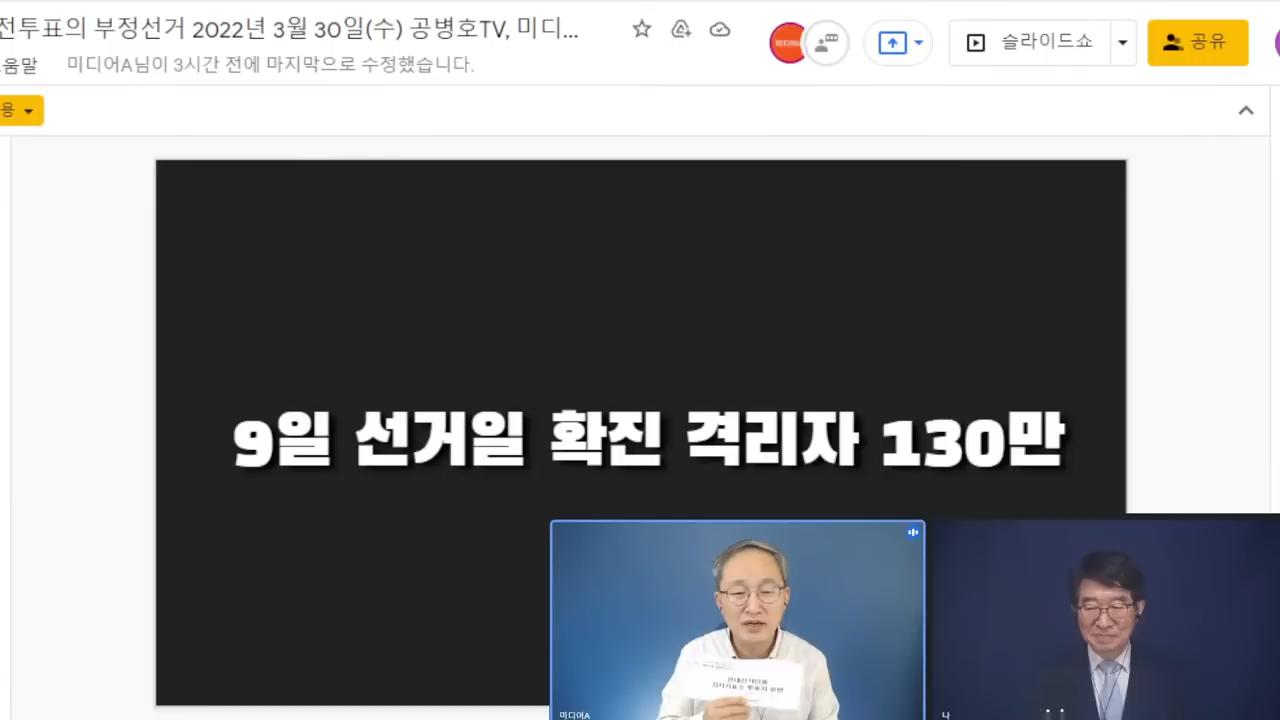 전투표의 부정선거 2022년 3월 30일(수) 공병호TV, 미디...
움말 미디어A님이 3시간 전에 마지막으로 수정했습니다.
슬라이드쇼
공유
용
9일 선거일 확진 격리자 130만
미디어A
나